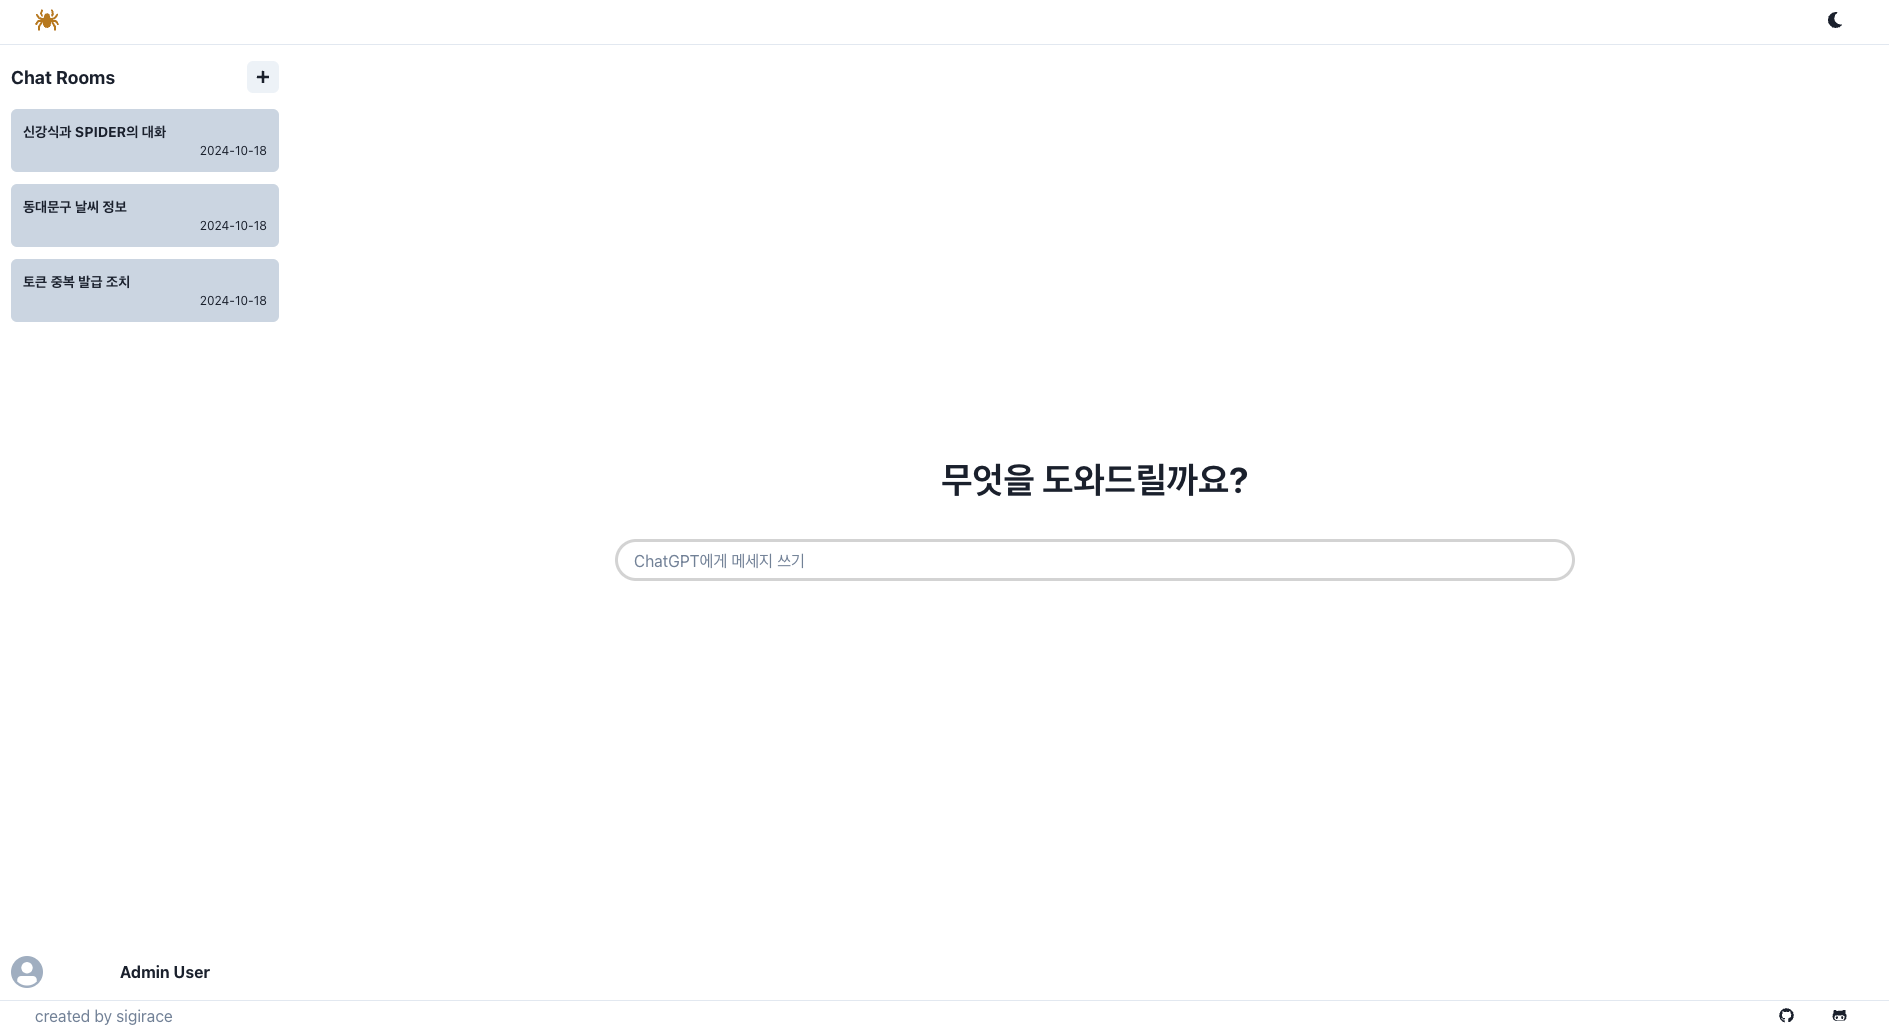 Chat Rooms
신강식과 SPIDER의 대화
2024-10-18
동대문구 날씨 정보
2024-10-18
토큰 중복 발급 조치
2024-10-18
무엇을 도와드릴까요?
ChatGPT에게 메세지 쓰기
Admin User
created by sigirace